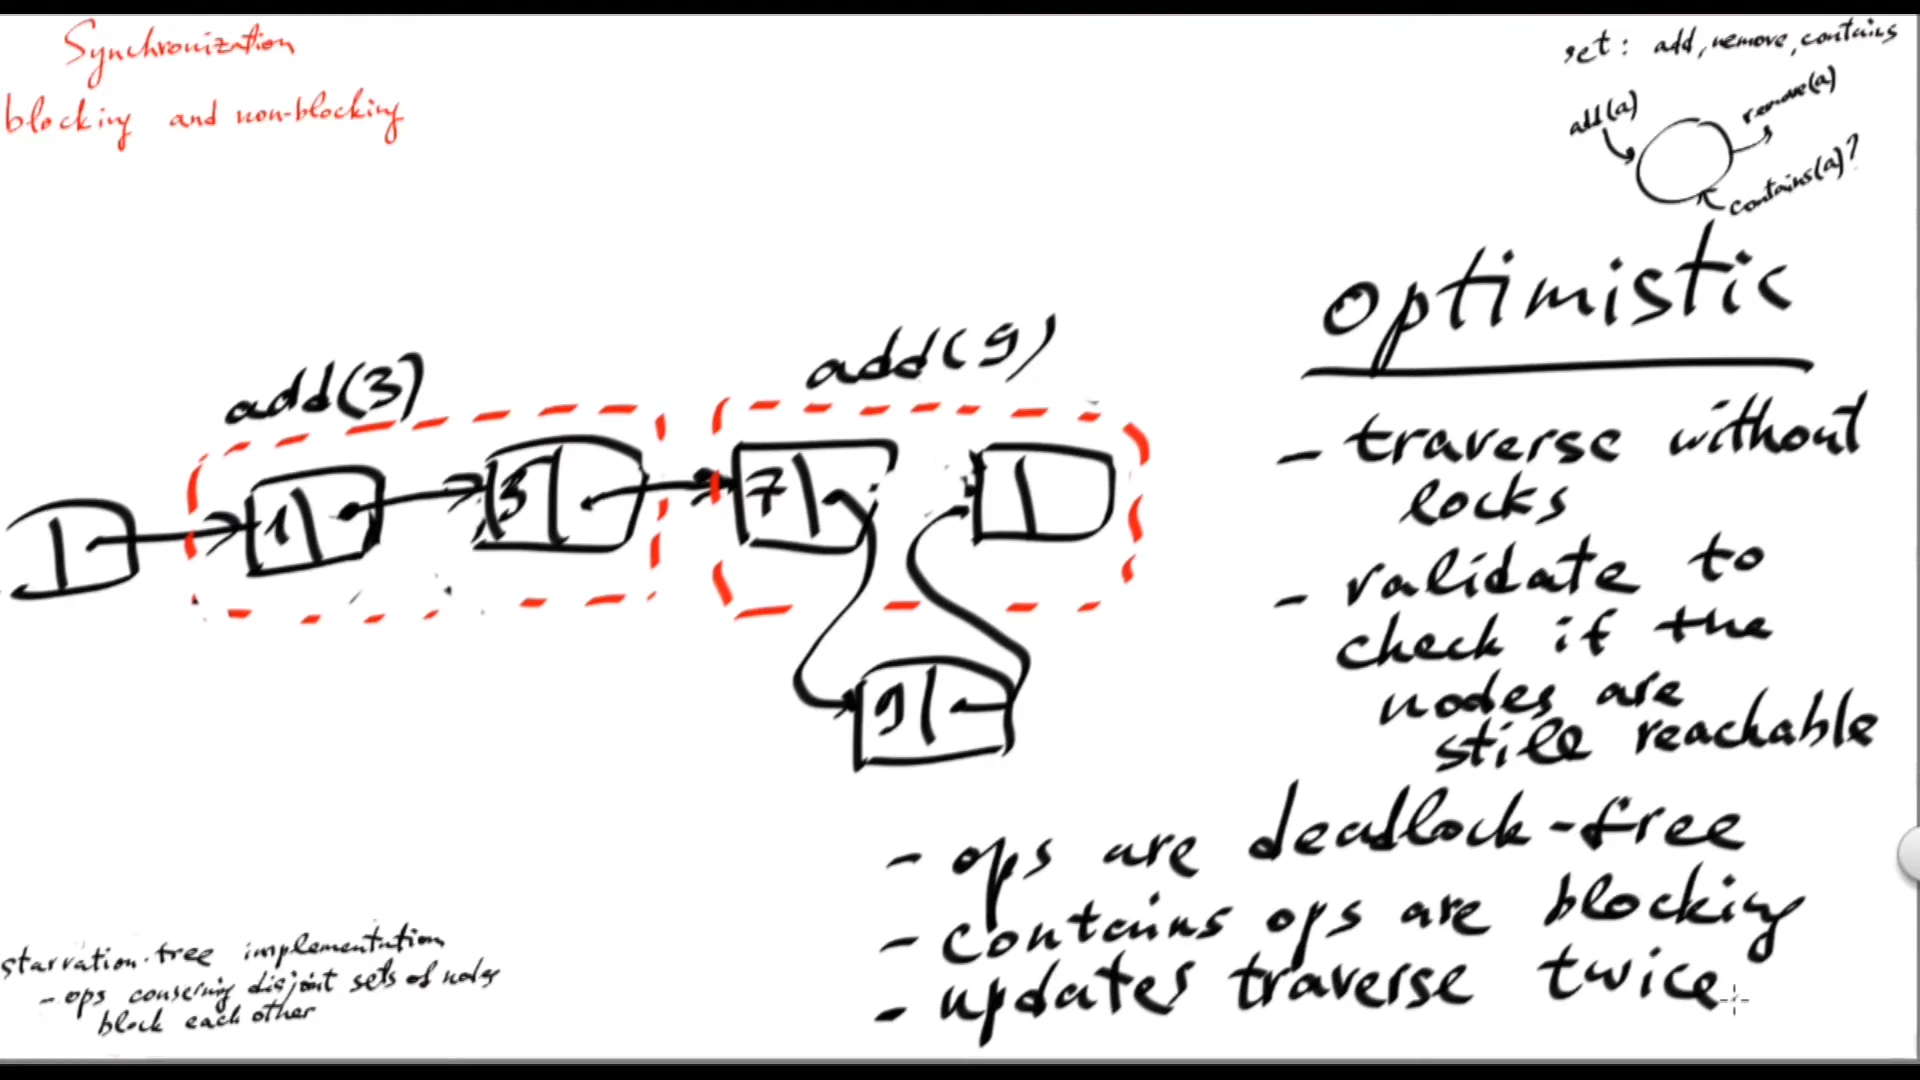 Synchronization
blocking and non-blocking
set: add, remove, contains
add(a)
remove(a)
contains(a)?
optimistic
add(3)
add(9)
1
3
7
9
- traverse without
locks
- validate to
check if the
nodes are
still reachable
- ops are deadlock-free
- contains ops are blocking
- updates traverse twice
starvation-free implementation
- ops conserning disjoint sets of nodes
block each other